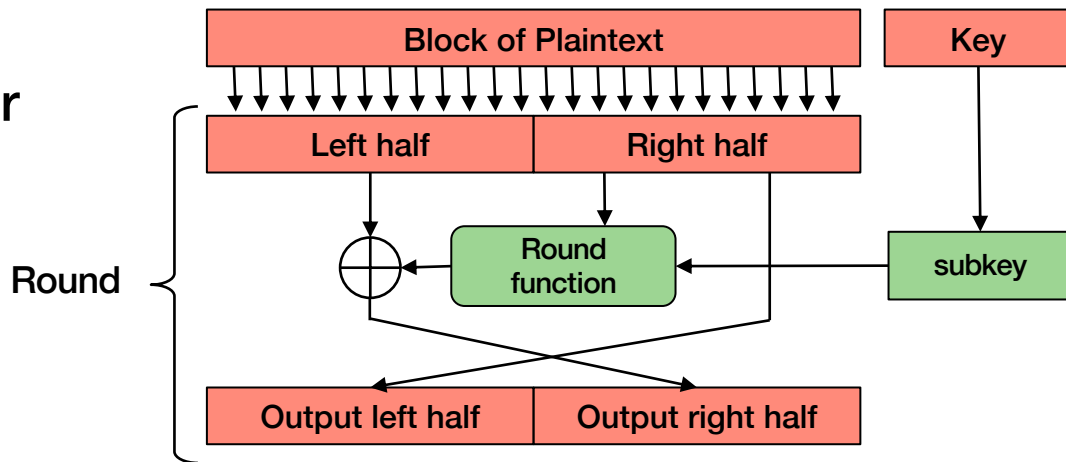 Block of Plaintext
Key
r
Left half
Right half
Round
function
subkey
Round
Output left half
Output right half